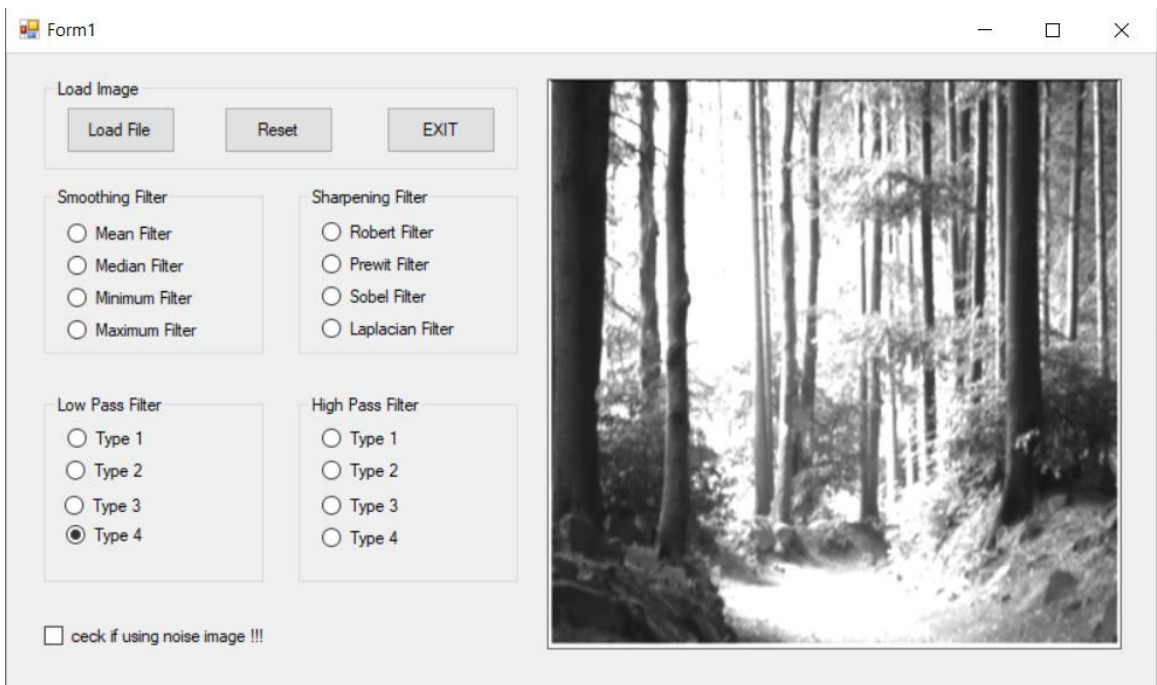 Form1
Load Image
Load File
Reset
EXIT
Smoothing Filter
Mean Filter
Median Filter
Minimum Filter
Maximum Filter
Sharpening Filter
Robert Filter
Prewit Filter
Sobel Filter
Laplacian Filter
Low Pass Filter
Type 1
Type 2
Type 3
Type 4
High Pass Filter
Type 1
Type 2
Type 3
Type 4
ceck if using noise image !!!